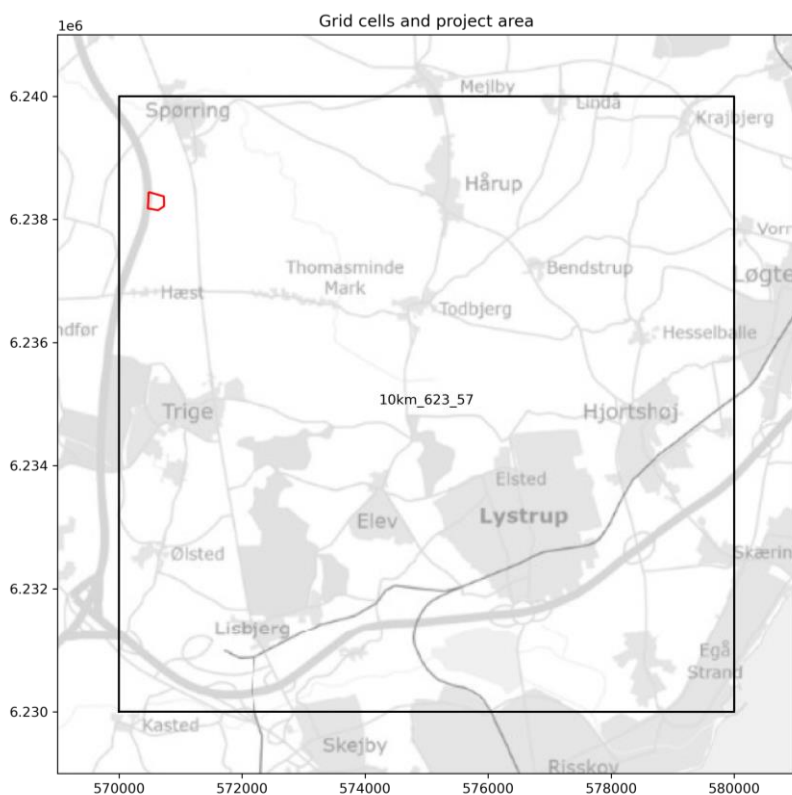 Grid cells and project area
1e6
6.240
6.238
6.236
6.234
6.232
6.230
Mejlby
Spørring
Lindå
Krajbjerg
Hårup
Vorr
Thomasminde
Mark
Bendstrup
Løgte
Hæst
Todbjerg
ndfør
Hesselballe
10km_623_57
Trige
Hjortshøj
Elsted
Elev
Lystrup
Ølsted
Skærin
Lisbjerg
Egå
Strand
Kasted
Skejby
Risskov
570000 572000 574000 576000 578000 580000